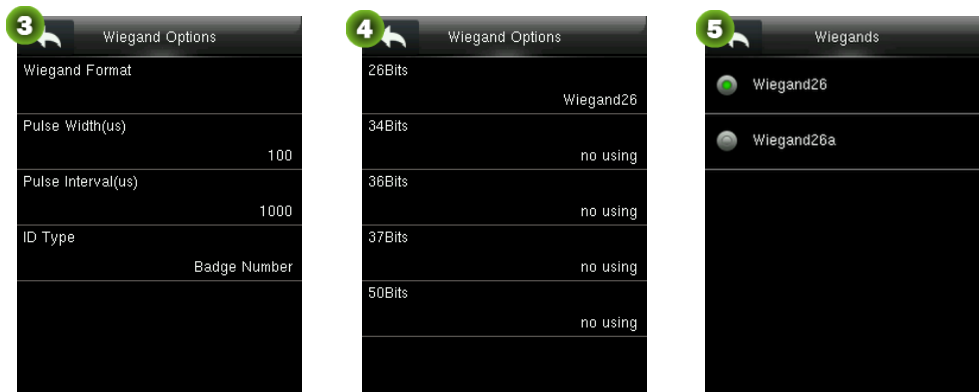 3
Wiegand Options
Wiegand Format
Pulse Width(us)
100
Pulse Interval(us)
1000
ID Type
Badge Number
4
Wiegand Options
26Bits
Wiegand26
34Bits
no using
36Bits
no using
37Bits
no using
50Bits
no using
5
Wiegands
Wiegand26
Wiegand26a